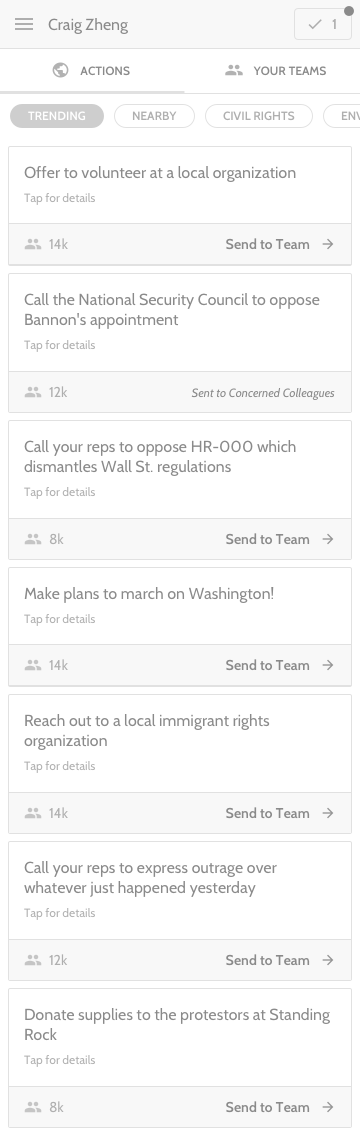 Craig Zheng
1
ACTIONS
YOUR TEAMS
TRENDING
NEARBY
CIVIL RIGHTS
ENV
Offer to volunteer at a local organization
Tap for details
14k
Send to Team
Call the National Security Council to oppose
Bannon's appointment
Tap for details
12k
Sent to Concerned Colleagues
Call your reps to oppose HR-000 which
dismantles Wall St. regulations
Tap for details
8k
Send to Team
Make plans to march on Washington!
Tap for details
14k
Send to Team
Reach out to a local immigrant rights
organization
Tap for details
14k
Send to Team
Call your reps to express outrage over
whatever just happened yesterday
Tap for details
12k
Send to Team
Donate supplies to the protestors at Standing
Rock
Tap for details
8k
Send to Team